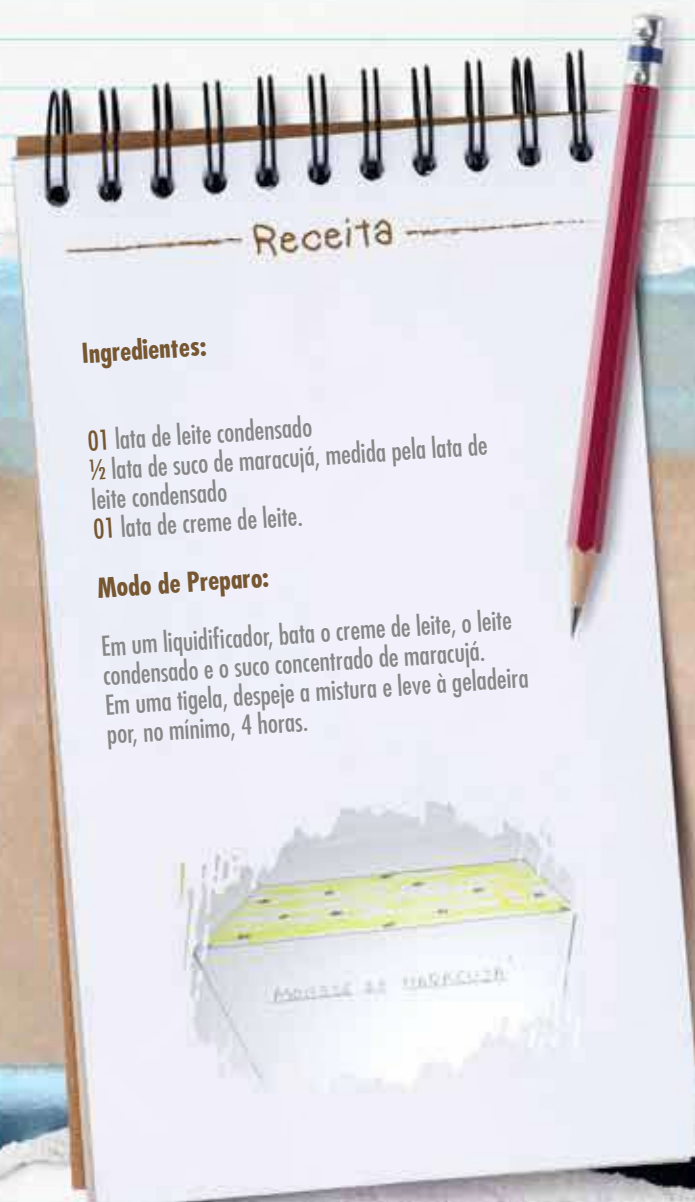 Receita
Ingredientes:
01 lata de leite condensado
½ lata de suco de maracujá, medida pela lata de
leite condensado
01 lata de creme de leite.
Modo de Preparo:
Em um liquidificador, bata o creme de leite, o leite
condensado e o suco concentrado de maracujá.
Em uma tigela, despeje a mistura e leve à geladeira
por, no mínimo, 4 horas.
MOUSSE DE MARACUJÁ